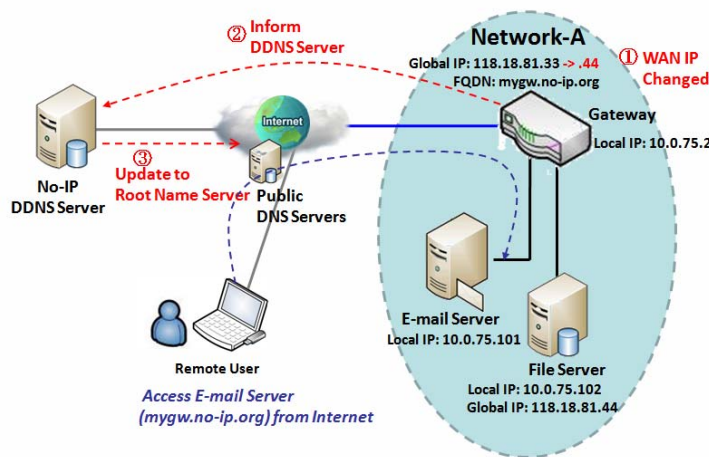 ② Inform
DDNS Server
Network-A
Global IP: 118.18.81.33 -> .44
FQDN: mygw.no-ip.org
① WAN IP
Changed
Gateway
Local IP: 10.0.75.2
Internet
③
Update to
Root Name Server
No-IP
DDNS Server
Public
DNS Servers
E-mail Server
Local IP: 10.0.75.101
Remote User
File Server
Local IP: 10.0.75.102
Global IP: 118.18.81.44
Access E-mail Server
(mygw.no-ip.org) from Internet